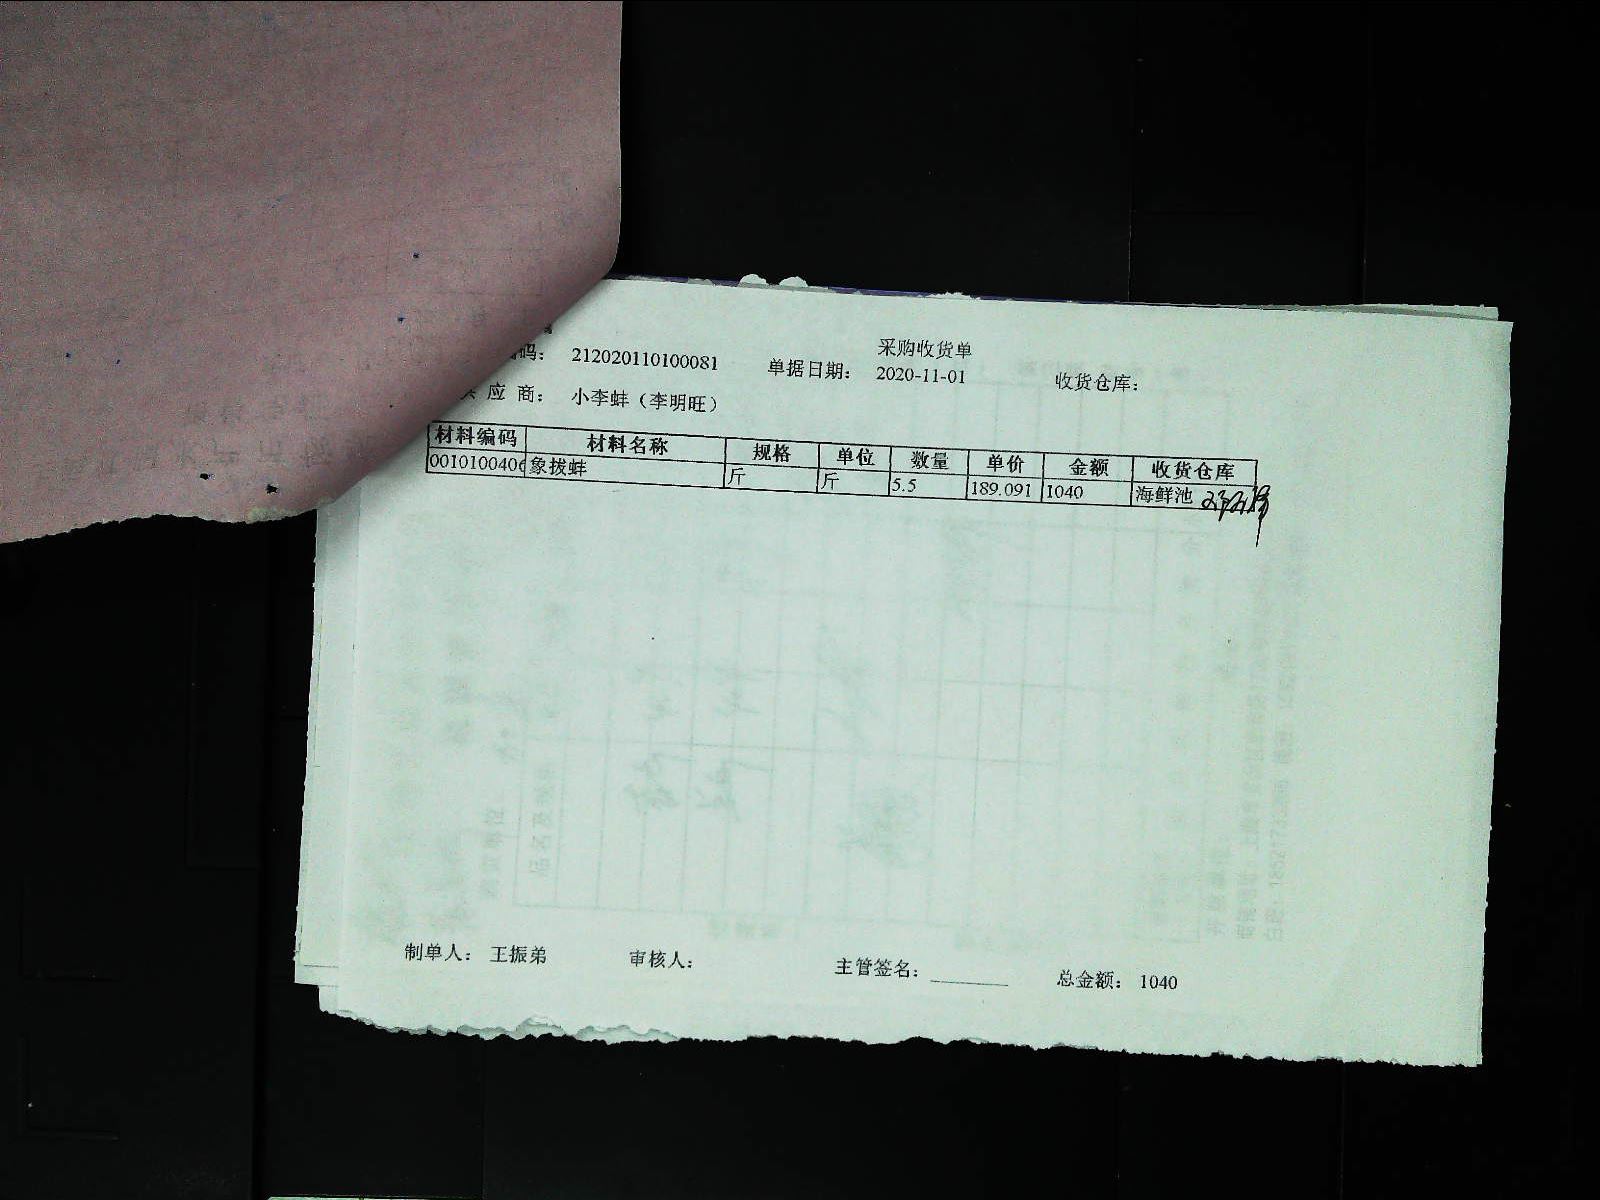 采购收货单
码： 212020110100081 单据日期： 2020-11-01 收货仓库：
供 应 商： 小李蚌（李明旺）
材料编码 材料名称 规格 单位 数量 单价 金额 收货仓库
0010100406 象拔蚌 斤 斤 5.5 189.091 1040 海鲜池
制单人： 王振弟 审核人： 主管签名： 总金额： 1040